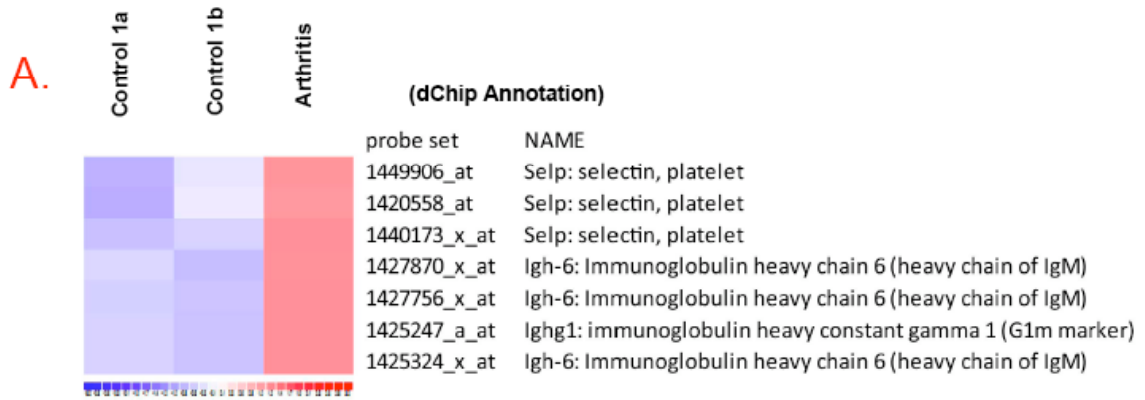 A.
Control 1a
Control 1b
Arthritis
(dChip Annotation)
probe set NAME
1449906_at Selp: selectin, platelet
1420558_at Selp: selectin, platelet
1440173_x_at Selp: selectin, platelet
1427870_x_at Igh-6: Immunoglobulin heavy chain 6 (heavy chain of IgM)
1427756_x_at Igh-6: Immunoglobulin heavy chain 6 (heavy chain of IgM)
1425247_a_at Ighg1: immunoglobulin heavy constant gamma 1 (G1m marker)
1425324_x_at Igh-6: Immunoglobulin heavy chain 6 (heavy chain of IgM)